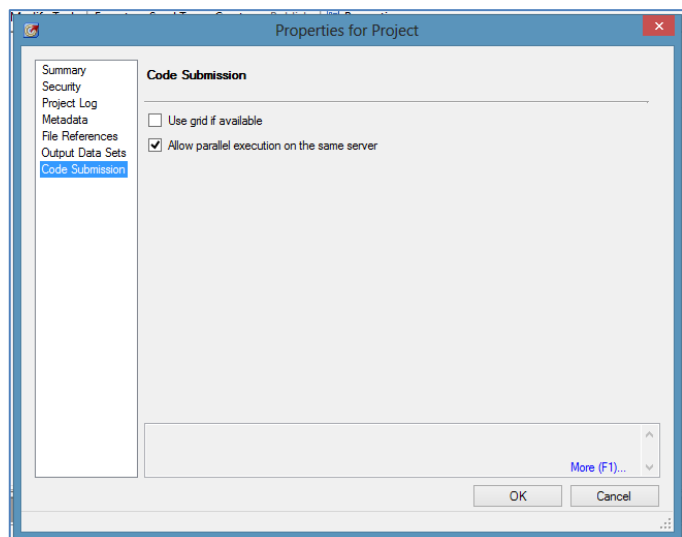 Properties for Project
Summary
Security
Project Log
Metadata
File References
Output Data Sets
Code Submission
Code Submission
Use grid if available
Allow parallel execution on the same server
More (F1)...
OK
Cancel